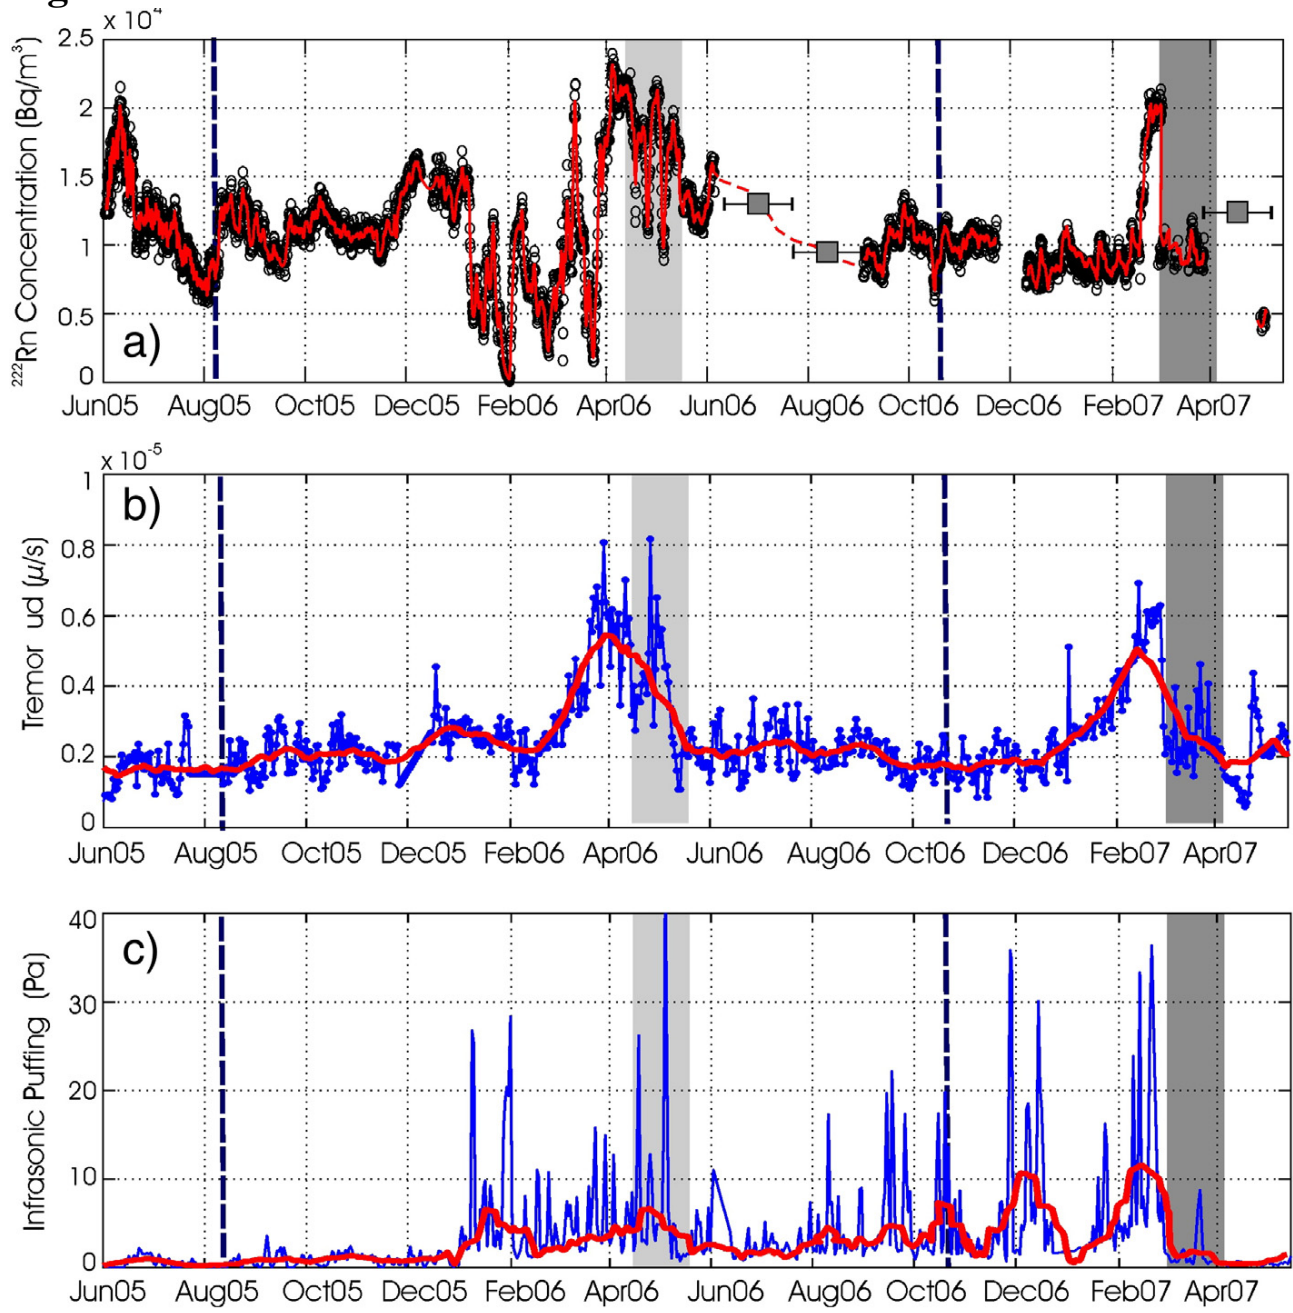 g
x 10⁴
²²²Rn Concentration (Bq/m³)
2.5
2
1.5
1
0.5
0
a)
Jun05 Aug05 Oct05 Dec05 Feb06 Apr06 Jun06 Aug06 Oct06 Dec06 Feb07 Apr07
x 10⁻⁵
Tremor ud (μ/s)
1
0.8
0.6
0.4
0.2
0
b)
Jun05 Aug05 Oct05 Dec05 Feb06 Apr06 Jun06 Aug06 Oct06 Dec06 Feb07 Apr07
Infrasonic Puffing (Pa)
40
30
20
10
0
c)
Jun05 Aug05 Oct05 Dec05 Feb06 Apr06 Jun06 Aug06 Oct06 Dec06 Feb07 Apr07